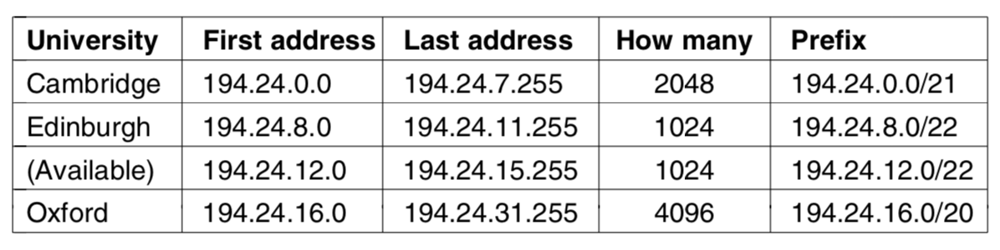 University First address Last address How many Prefix
Cambridge 194.24.0.0 194.24.7.255 2048 194.24.0.0/21
Edinburgh 194.24.8.0 194.24.11.255 1024 194.24.8.0/22
(Available) 194.24.12.0 194.24.15.255 1024 194.24.12.0/22
Oxford 194.24.16.0 194.24.31.255 4096 194.24.16.0/20